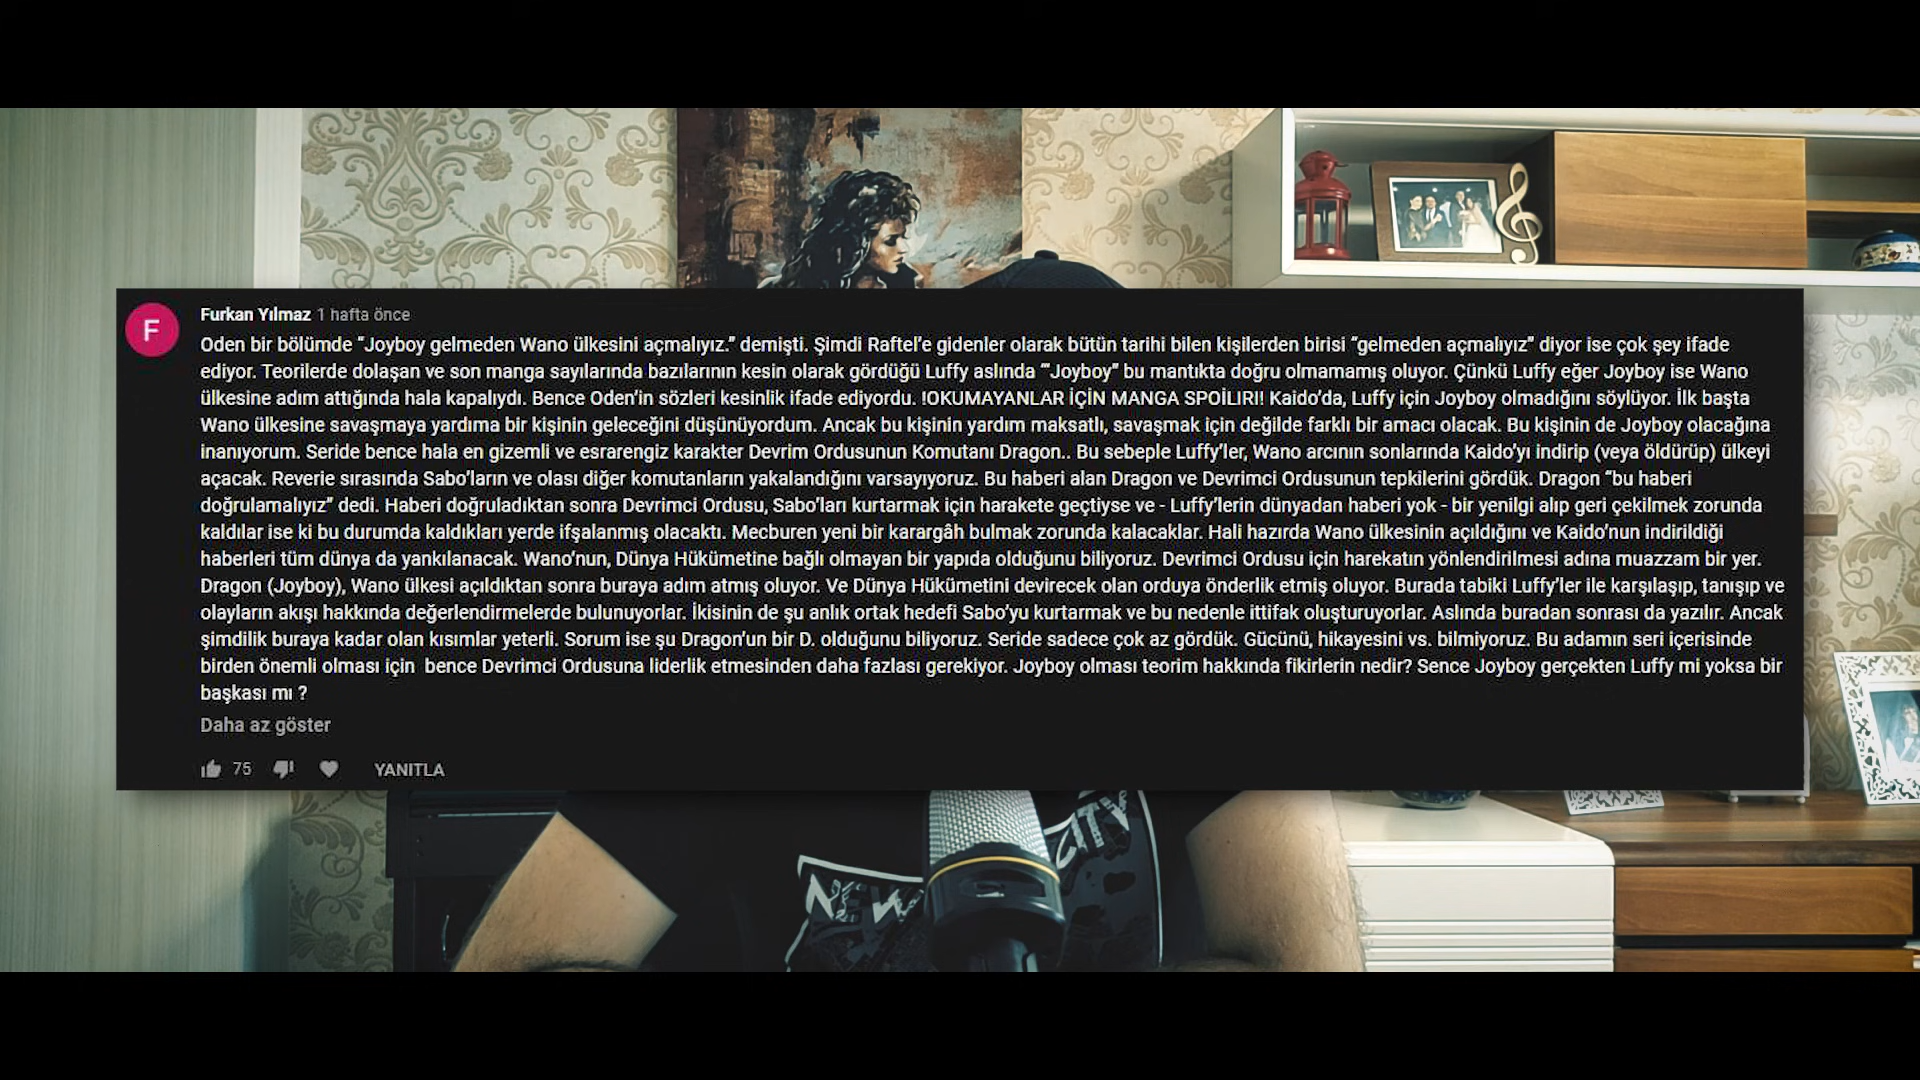 F
Furkan Yılmaz 1 hafta önce
Oden bir bölümde “Joyboy gelmeden Wano ülkesini açmalıyız.” demişti. Şimdi Raftel’e gidenler olarak bütün tarihi bilen kişilerden birisi “gelmeden açmalıyız” diyor ise çok şey ifade
ediyor. Teorilerde dolaşan ve son manga sayılarında bazılarının kesin olarak gördüğü Luffy aslında “”Joyboy” bu mantıkta doğru olmamamış oluyor. Çünkü Luffy eğer Joyboy ise Wano
ülkesine adım attığında hala kapalıydı. Bence Oden’in sözleri kesinlik ifade ediyordu. !OKUMAYANLAR İÇİN MANGA SPOİLIRI! Kaido’da, Luffy için Joyboy olmadığını söylüyor. İlk başta
Wano ülkesine savaşmaya yardıma bir kişinin geleceğini düşünüyordum. Ancak bu kişinin yardım maksatlı, savaşmak için değilde farklı bir amacı olacak. Bu kişinin de Joyboy olacağına
inanıyorum. Seride bence hala en gizemli ve esrarengiz karakter Devrim Ordusunun Komutanı Dragon.. Bu sebeple Luffy’ler, Wano arcının sonlarında Kaido’yı indirip (veya öldürüp) ülkeyi
açacak. Reverie sırasında Sabo’ların ve olası diğer komutanların yakalandığını varsayıyoruz. Bu haberi alan Dragon ve Devrimci Ordusunun tepkilerini gördük. Dragon “bu haberi
doğrulamalıyız” dedi. Haberi doğruladıktan sonra Devrimci Ordusu, Sabo’ları kurtarmak için harakete geçtiyse ve - Luffy’lerin dünyadan haberi yok - bir yenilgi alıp geri çekilmek zorunda
kaldılar ise ki bu durumda kaldıkları yerde ifşalanmış olacaktı. Mecburen yeni bir karargâh bulmak zorunda kalacaklar. Hali hazırda Wano ülkesinin açıldığını ve Kaido’nun indirildiği
haberleri tüm dünya da yankılanacak. Wano’nun, Dünya Hükümetine bağlı olmayan bir yapıda olduğunu biliyoruz. Devrimci Ordusu için harekatın yönlendirilmesi adına muazzam bir yer.
Dragon (Joyboy), Wano ülkesi açıldıktan sonra buraya adım atmış oluyor. Ve Dünya Hükümetini devirecek olan orduya önderlik etmiş oluyor. Burada tabiki Luffy’ler ile karşılaşıp, tanışıp ve
olayların akışı hakkında değerlendirmelerde bulunuyorlar. İkisinin de şu anlık ortak hedefi Sabo’yu kurtarmak ve bu nedenle ittifak oluşturuyorlar. Aslında buradan sonrası da yazılır. Ancak
şimdilik buraya kadar olan kısımlar yeterli. Sorum ise şu Dragon’un bir D. olduğunu biliyoruz. Seride sadece çok az gördük. Gücünü, hikayesini vs. bilmiyoruz. Bu adamın seri içerisinde
birden önemli olması için  bence Devrimci Ordusuna liderlik etmesinden daha fazlası gerekiyor. Joyboy olması teorim hakkında fikirlerin nedir? Sence Joyboy gerçekten Luffy mi yoksa bir
başkası mı ?
Daha az göster
75 YANITLA
NEW